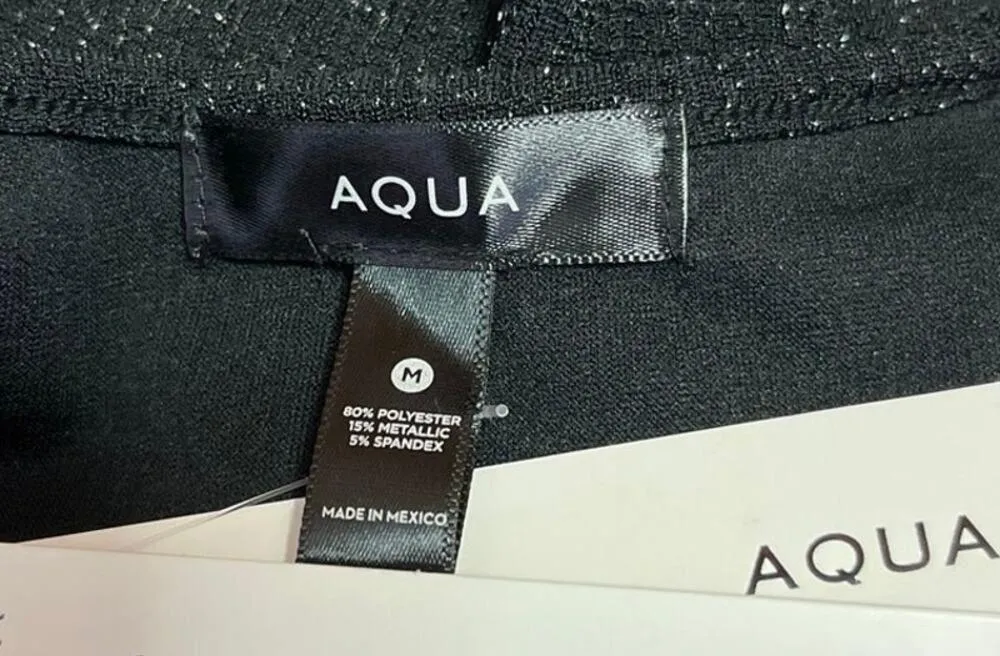 AQUA
M
80% POLYESTER
15% METALLIC
5% SPANDEX
MADE IN MEXICO
AQUA